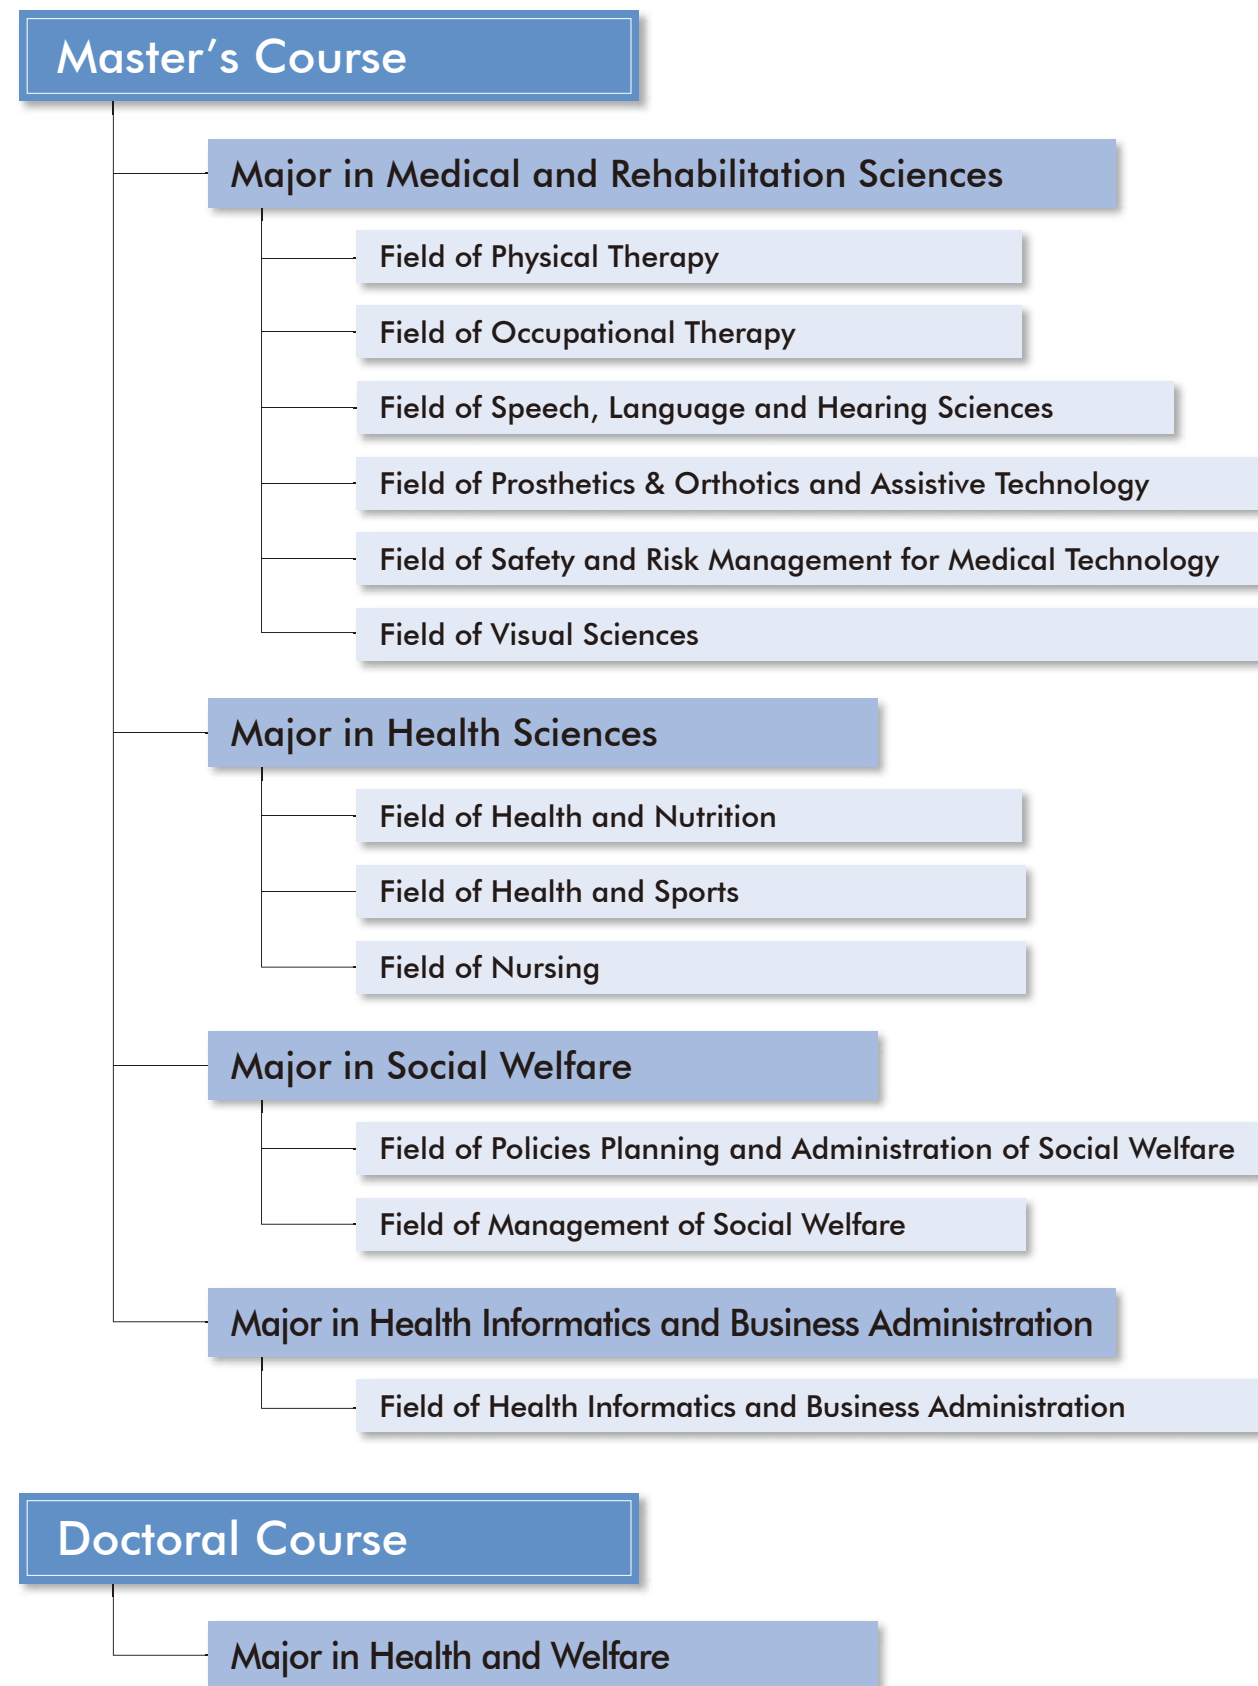 Master’s Course
Major in Medical and Rehabilitation Sciences
Field of Physical Therapy
Field of Occupational Therapy
Field of Speech, Language and Hearing Sciences
Field of Prosthetics & Orthotics and Assistive Technology
Field of Safety and Risk Management for Medical Technology
Field of Visual Sciences
Major in Health Sciences
Field of Health and Nutrition
Field of Health and Sports
Field of Nursing
Major in Social Welfare
Field of Policies Planning and Administration of Social Welfare
Field of Management of Social Welfare
Major in Health Informatics and Business Administration
Field of Health Informatics and Business Administration
Doctoral Course
Major in Health and Welfare